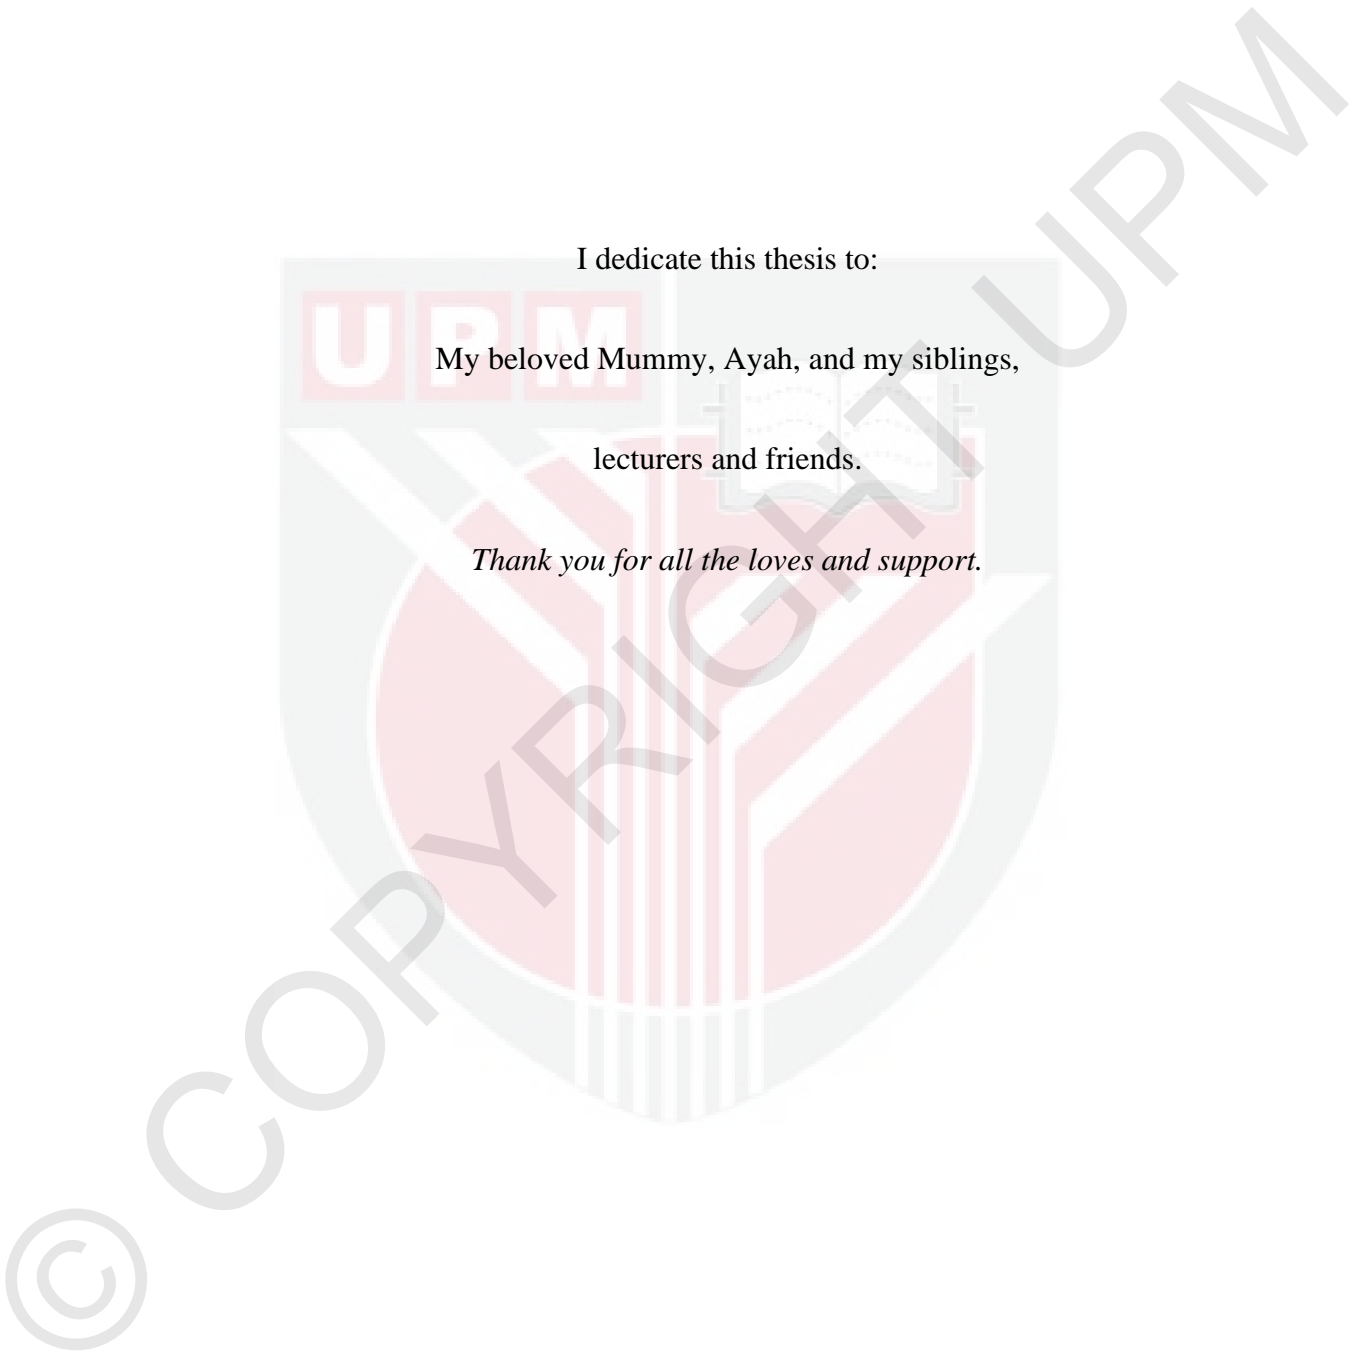 I dedicate this thesis to:
UPM
My beloved Mummy, Ayah, and my siblings,
lecturers and friends.
Thank you for all the loves and support.
© COPYRIGHT UPM